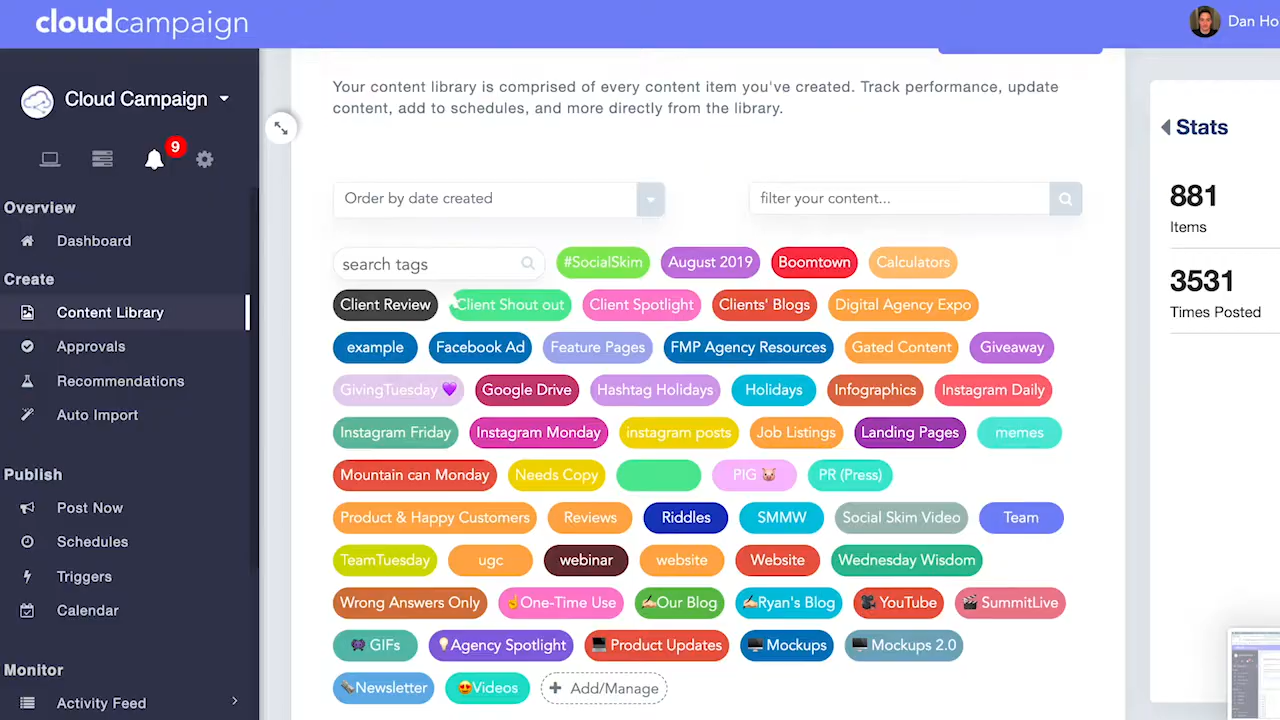 cloudcampaign
Dan Ho
Cloud Campaign
9
Overview
Dashboard
Create
Content Library
Approvals
Recommendations
Auto Import
Publish
Post Now
Schedules
Triggers
Calendar
Monitor
Activity Feed
Your content library is comprised of every content item you've created. Track performance, update
content, add to schedules, and more directly from the library.
Order by date created
filter your content...
search tags #SocialSkim August 2019 Boomtown Calculators
Client Review Client Shout out Client Spotlight Clients' Blogs Digital Agency Expo
example Facebook Ad Feature Pages FMP Agency Resources Gated Content Giveaway
GivingTuesday 💜 Google Drive Hashtag Holidays Holidays Infographics Instagram Daily
Instagram Friday Instagram Monday instagram posts Job Listings Landing Pages memes
Mountain can Monday Needs Copy PIG 🐷 PR (Press)
Product & Happy Customers Reviews Riddles SMMW Social Skim Video Team
TeamTuesday ugc webinar website Website Wednesday Wisdom
Wrong Answers Only ☝One-Time Use ✍Our Blog ✍Ryan's Blog 🎥 YouTube 🎬 SummitLive
👾 GIFs 💡Agency Spotlight 💻 Product Updates 🖥 Mockups 🖥 Mockups 2.0
🗞Newsletter 😍Videos + Add/Manage
Stats
881
Items
3531
Times Posted